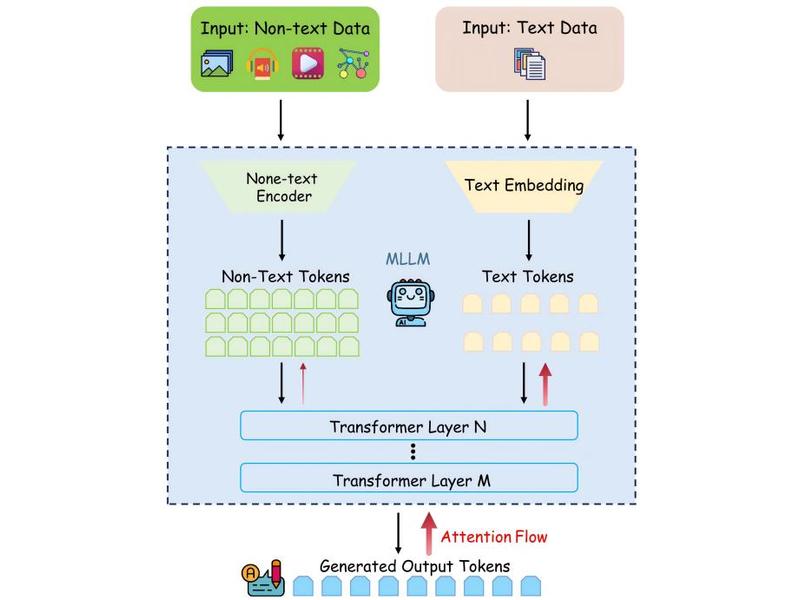 Input: Non-text Data
Input: Text Data
None-text
Encoder
Text Embedding
MLLM
Non-Text Tokens
Text Tokens
AI
Transformer Layer N
Transformer Layer M
Attention Flow
Generated Output Tokens
A